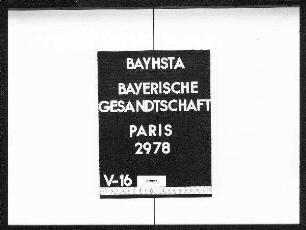 BAYHSTA
BAYERISCHE
GESANDTSCHAFT
PARIS
2978
V-16